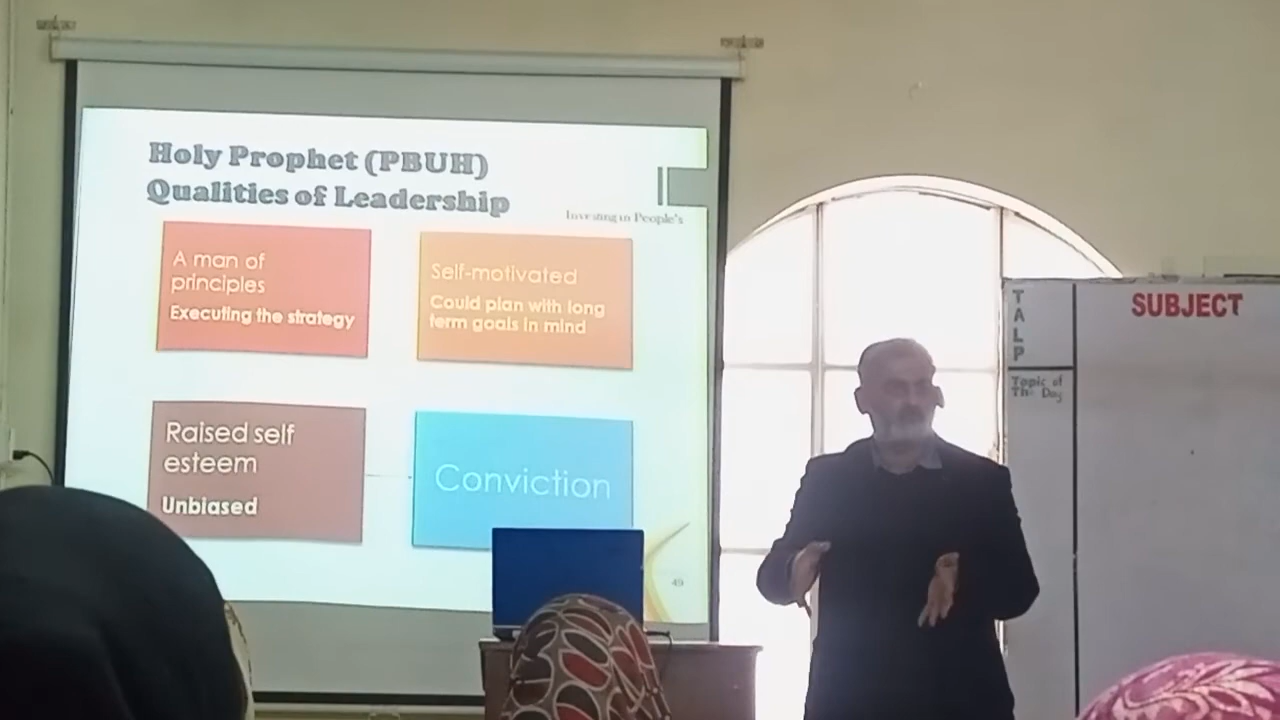 Holy Prophet (PBUH)
Qualities of Leadership
Investing in People's
A man of
principles
Executing the strategy
Self-motivated
Could plan with long
term goals in mind
Raised self
esteem
Unbiased
Conviction
49
T
A
L
P
SUBJECT
Topic of
The Day